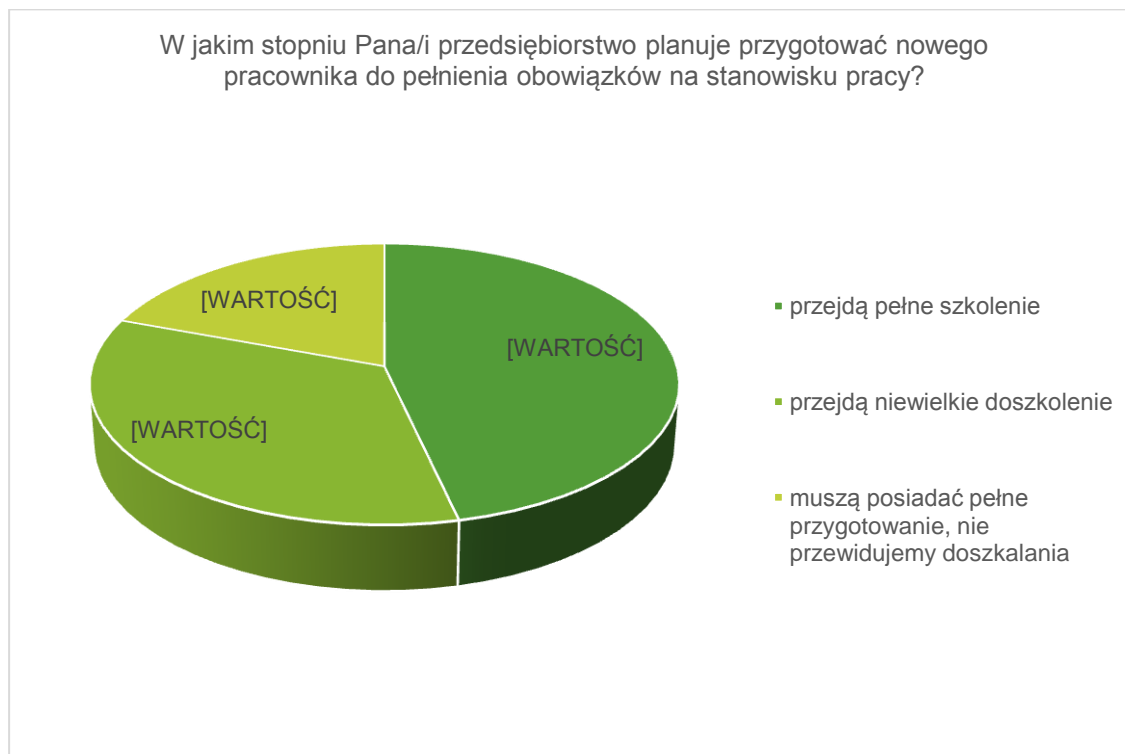 W jakim stopniu Pana/i przedsiębiorstwo planuje przygotować nowego
pracownika do pełnienia obowiązków na stanowisku pracy?
[WARTOŚĆ]
[WARTOŚĆ]
[WARTOŚĆ]
przejdą pełne szkolenie
przejdą niewielkie doszkolenie
muszą posiadać pełne
przygotowanie, nie
przewidujemy doszkalania